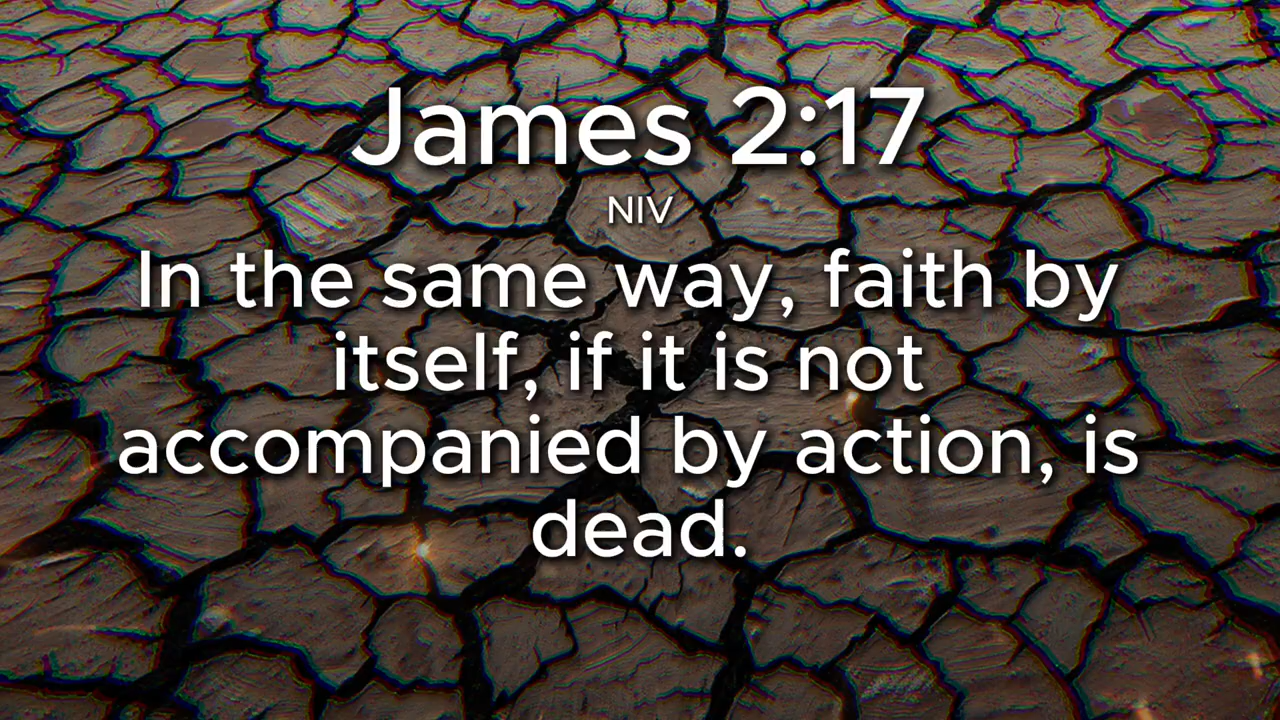 James 2:17
NIV
In the same way, faith by
itself, if it is not
accompanied by action, is
dead.